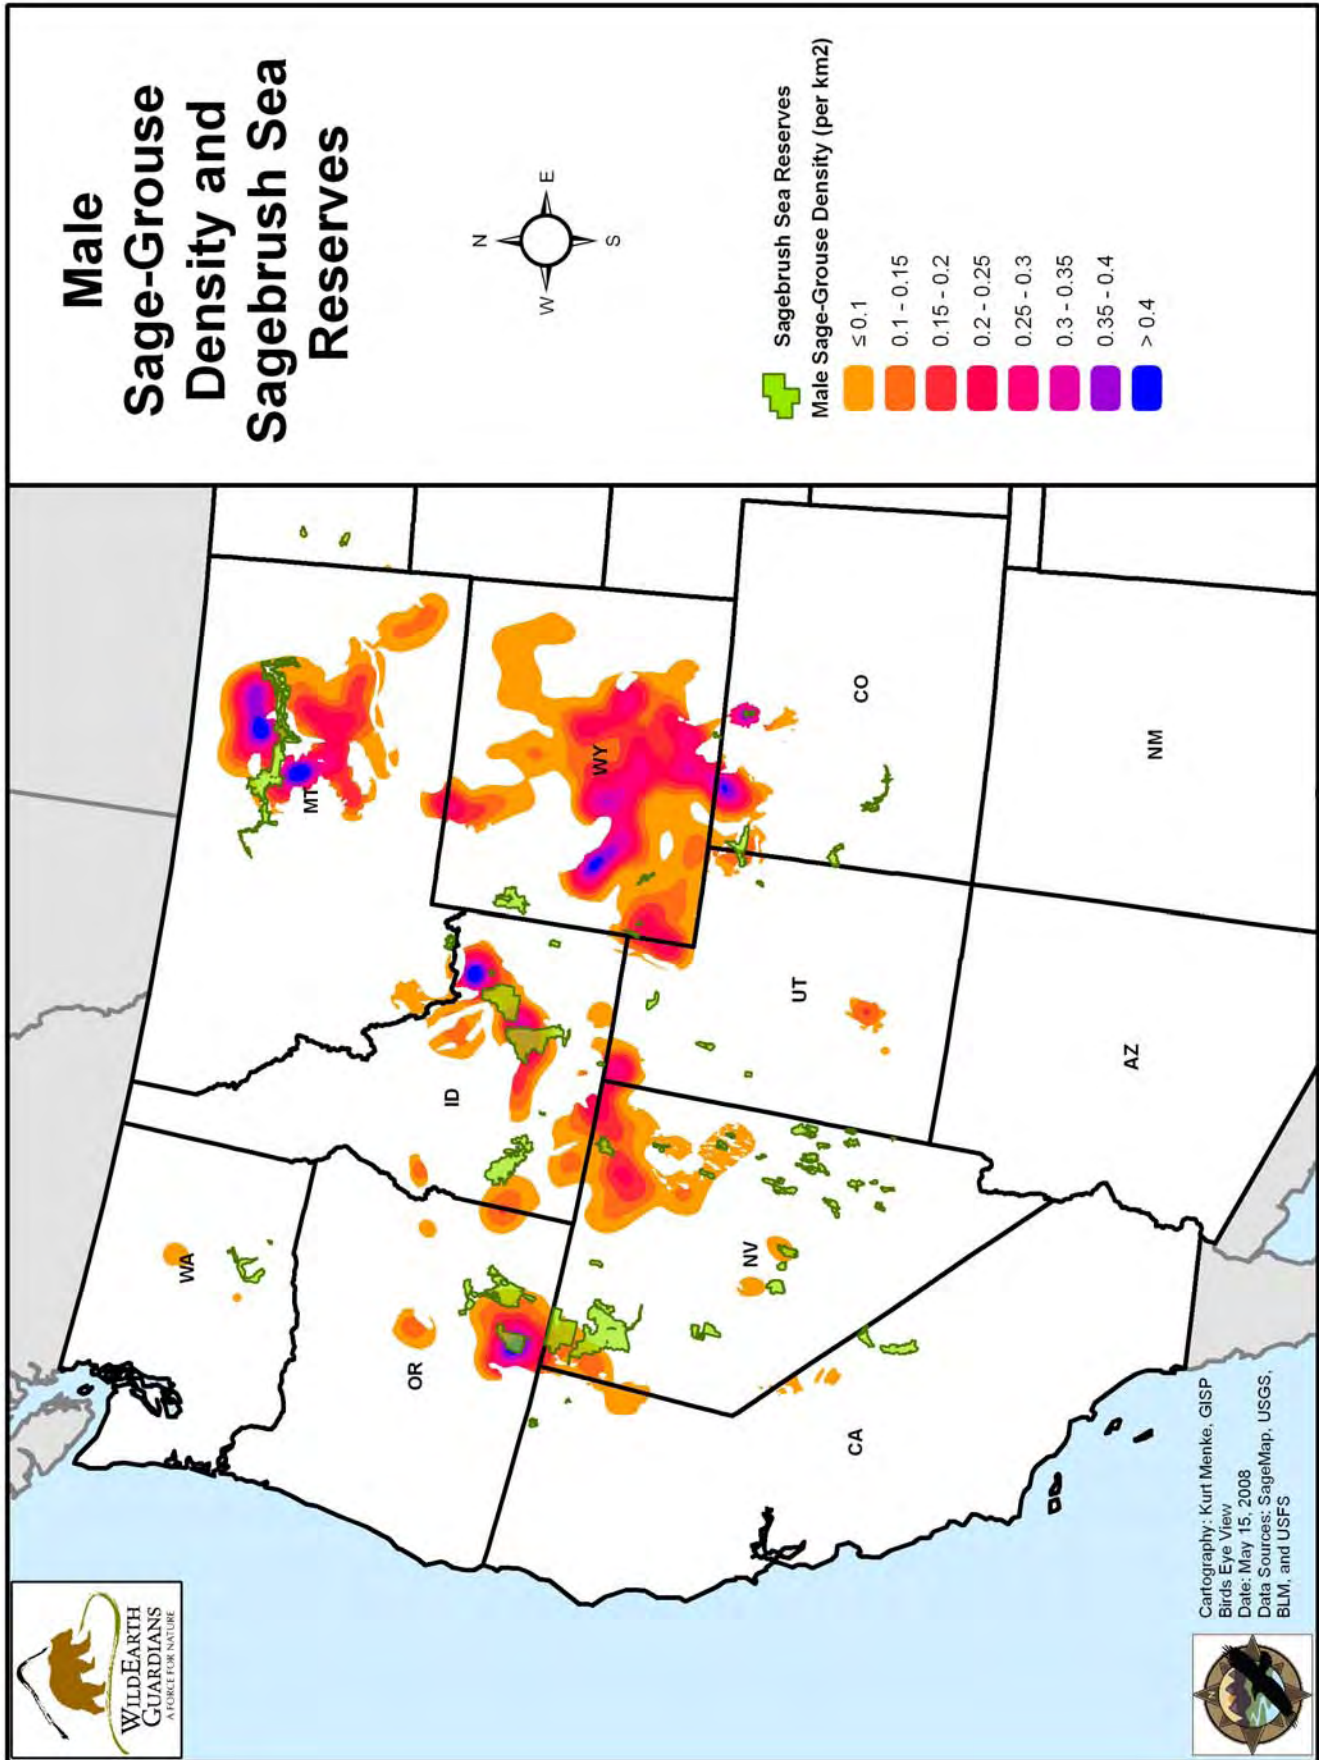 Male
Sage-Grouse
Density and
Sagebrush Sea
Reserves
N
W
E
S
Sagebrush Sea Reserves
Male Sage-Grouse Density (per km2)
≤ 0.1
0.1 - 0.15
0.15 - 0.2
0.2 - 0.25
0.25 - 0.3
0.3 - 0.35
0.35 - 0.4
> 0.4
WA
MT
OR
ID
WY
NV
UT
CO
CA
AZ
NM
WILDEARTH
GUARDIANS
A FORCE FOR NATURE
Cartography: Kurt Menke, GISP
Birds Eye View
Date: May 15, 2008
Data Sources: SageMap, USGS,
BLM, and USFS